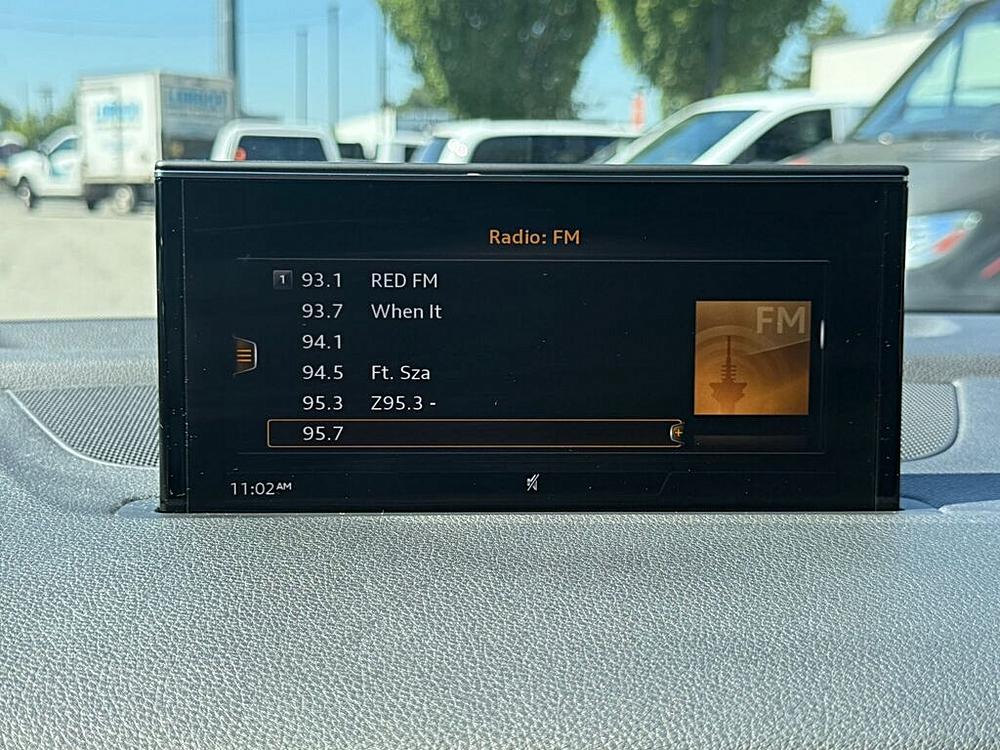 Radio: FM
1 93.1 RED FM
93.7 When It
94.1
94.5 Ft. Sza
95.3 Z95.3 -
95.7
FM
11:02AM